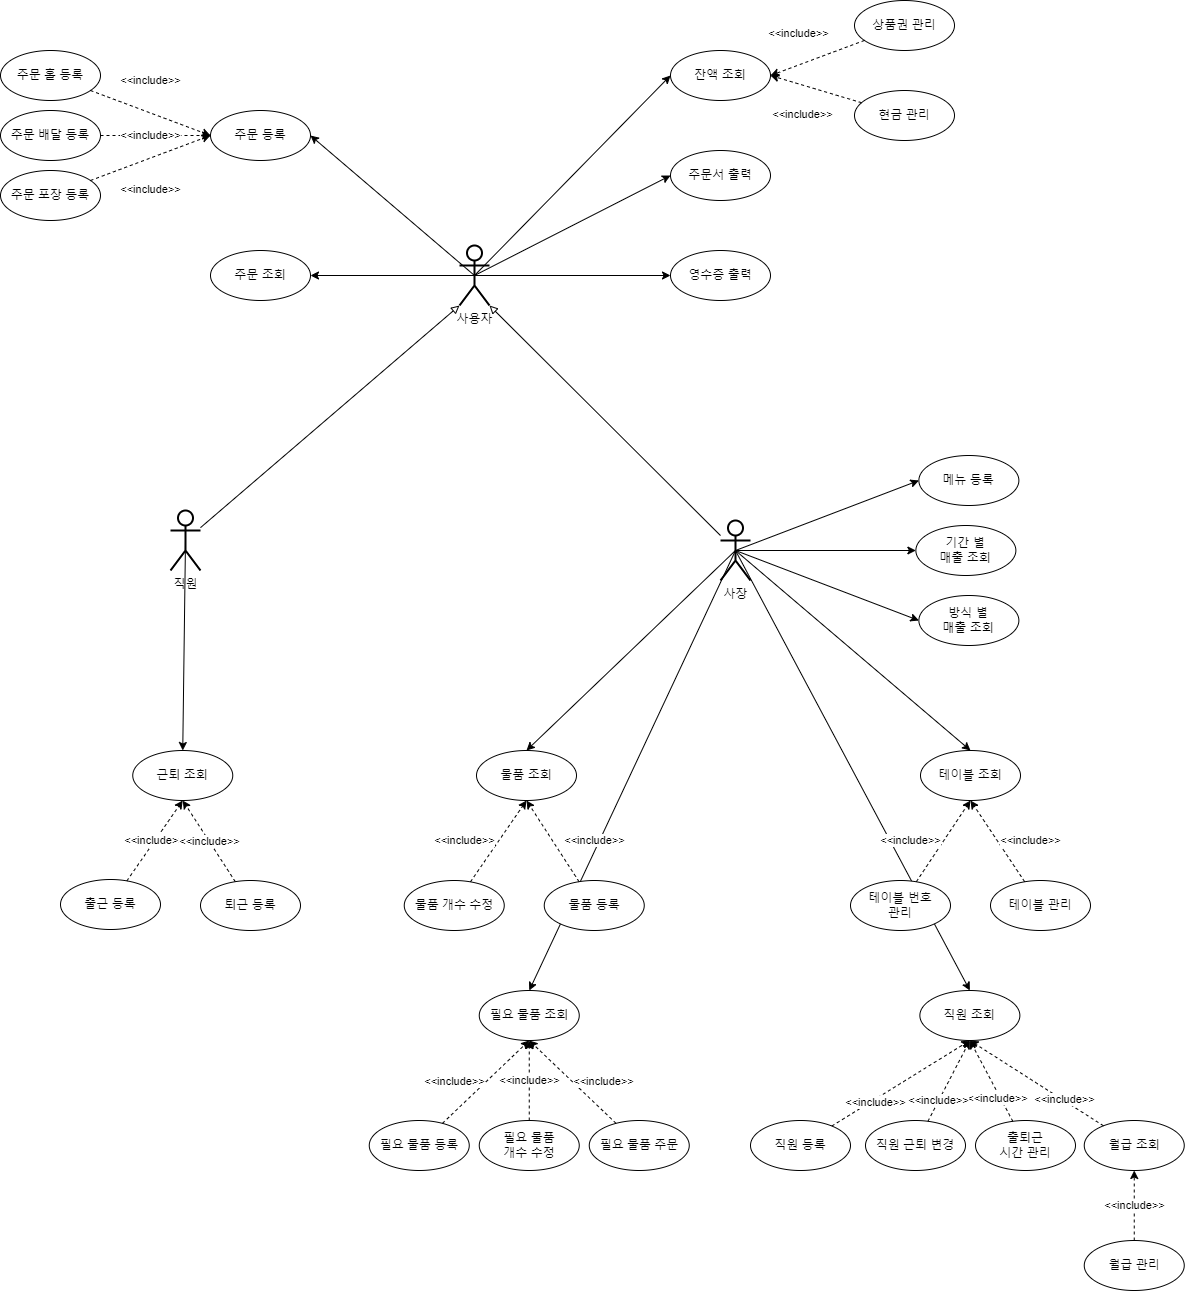 상품권 관리
<<include>>
주문 홀 등록
<<include>>
잔액 조회
<<include>>
현금 관리
주문 배달 등록
<<include>>
주문 등록
주문 포장 등록
<<include>>
주문서 출력
주문 조회
영수증 출력
사용자
메뉴 등록
기간 별
매출 조회
직원
사장
방식 별
매출 조회
근퇴 조회
물품 조회
테이블 조회
<<include>>
<<include>>
<<include>>
<<include>>
<<include>>
<<include>>
출근 등록
퇴근 등록
물품 개수 수정
물품 등록
테이블 번호
관리
테이블 관리
필요 물품 조회
직원 조회
<<include>>
<<include>>
<<include>>
<<include>>
<<include>>
<<include>>
<<include>>
필요 물품 등록
필요 물품
개수 수정
필요 물품 주문
직원 등록
직원 근퇴 변경
출퇴근
시간 관리
월급 조회
<<include>>
월급 관리